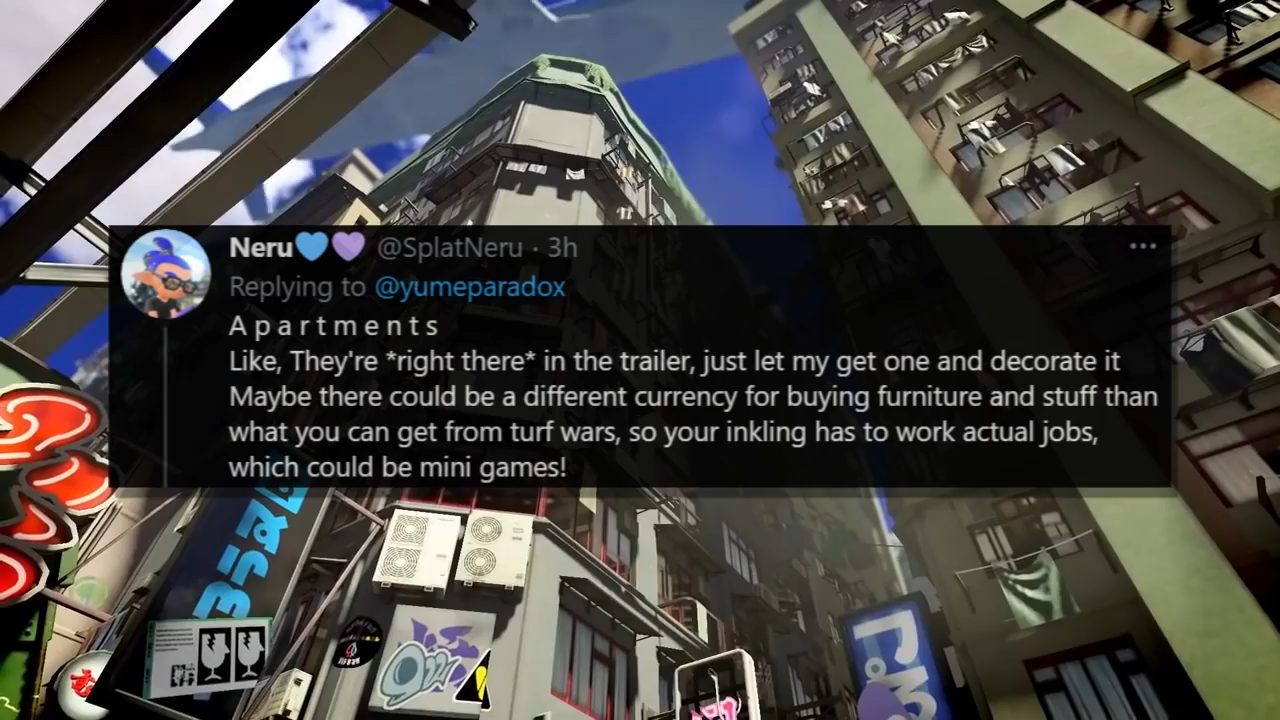 Neru💙💜 @SplatNeru · 3h
Replying to @yumeparadox
A p a r t m e n t s
Like, They're *right there* in the trailer, just let my get one and decorate it
Maybe there could be a different currency for buying furniture and stuff than
what you can get from turf wars, so your inkling has to work actual jobs,
which could be mini games!